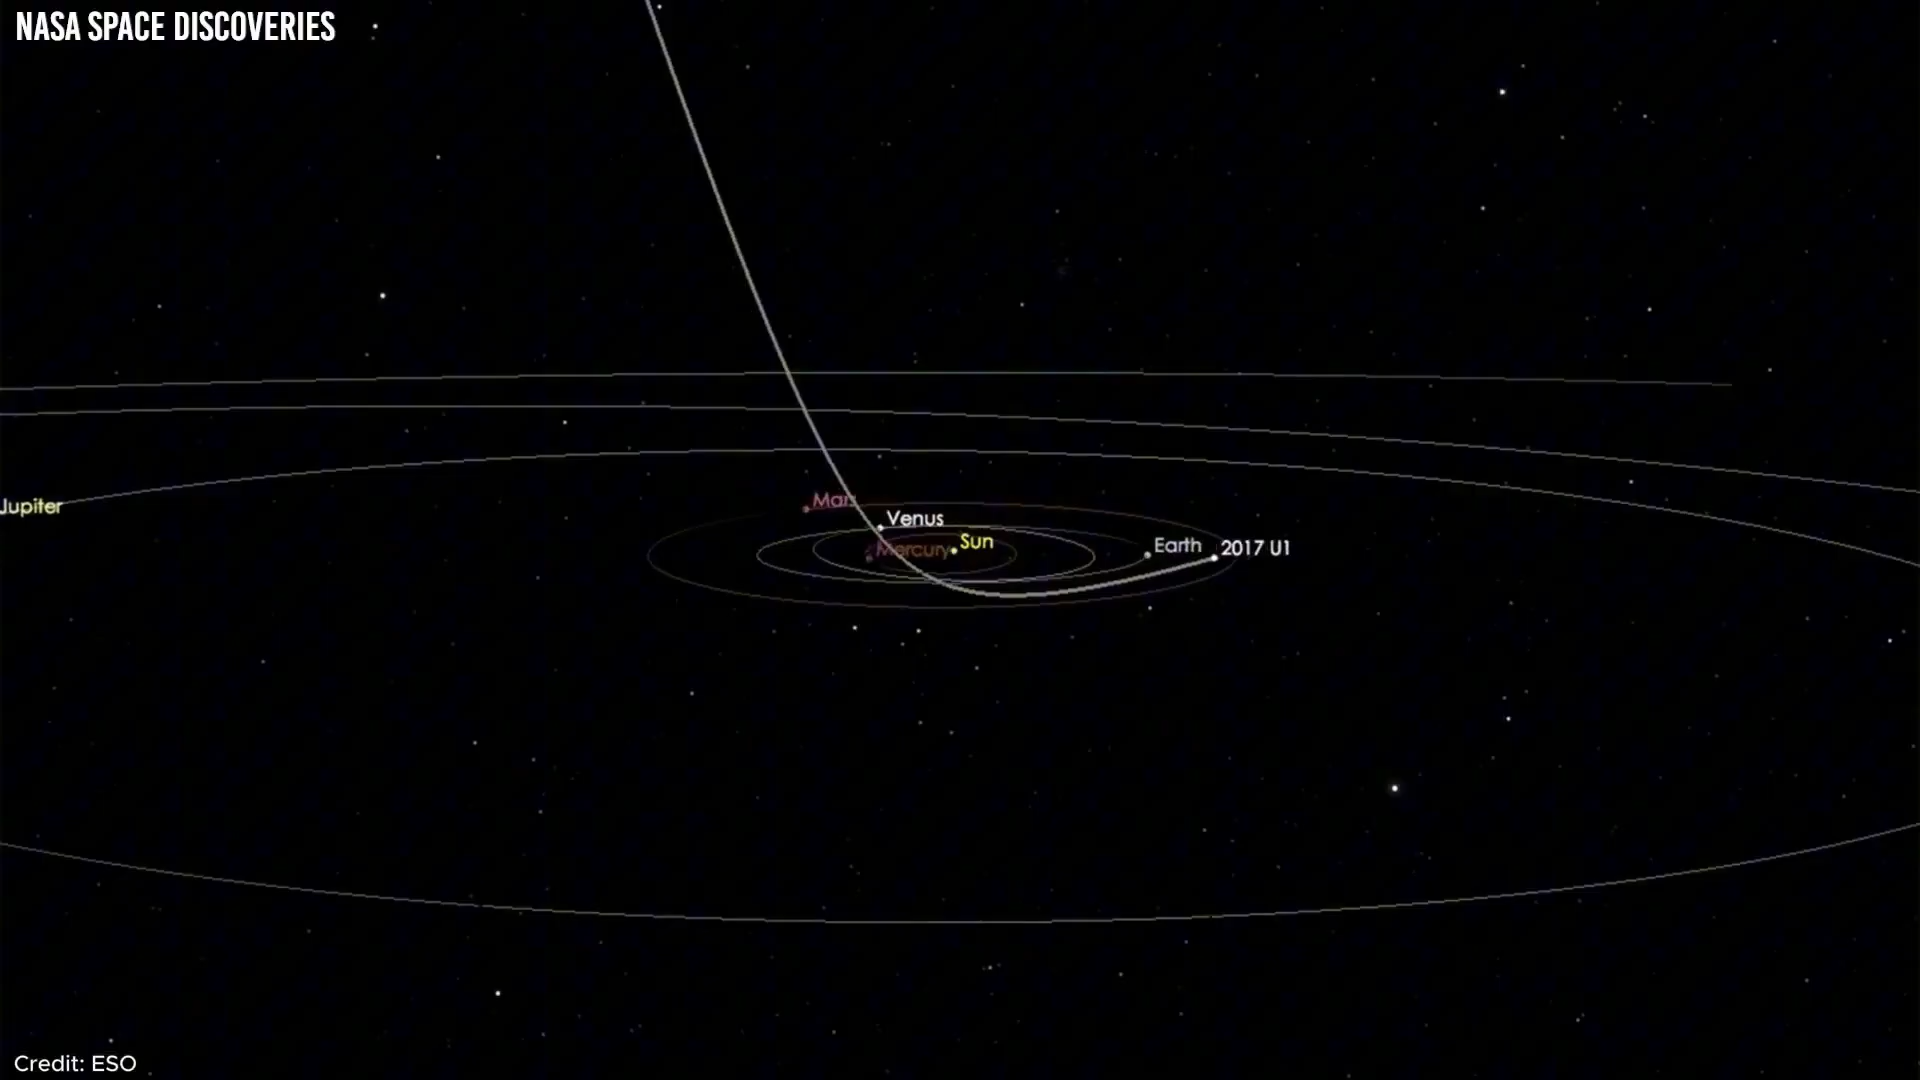 NASA SPACE DISCOVERIES
Mars
Jupiter
Venus
Sun
Mercury
Earth
2017 U1
Credit: ESO